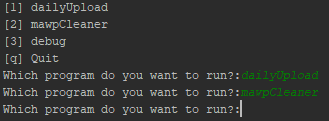 [1] dailyUpload
[2] mawpCleaner
[3] debug
[q] Quit
Which program do you want to run?:dailyUpload
Which program do you want to run?:mawpCleaner
Which program do you want to run?: